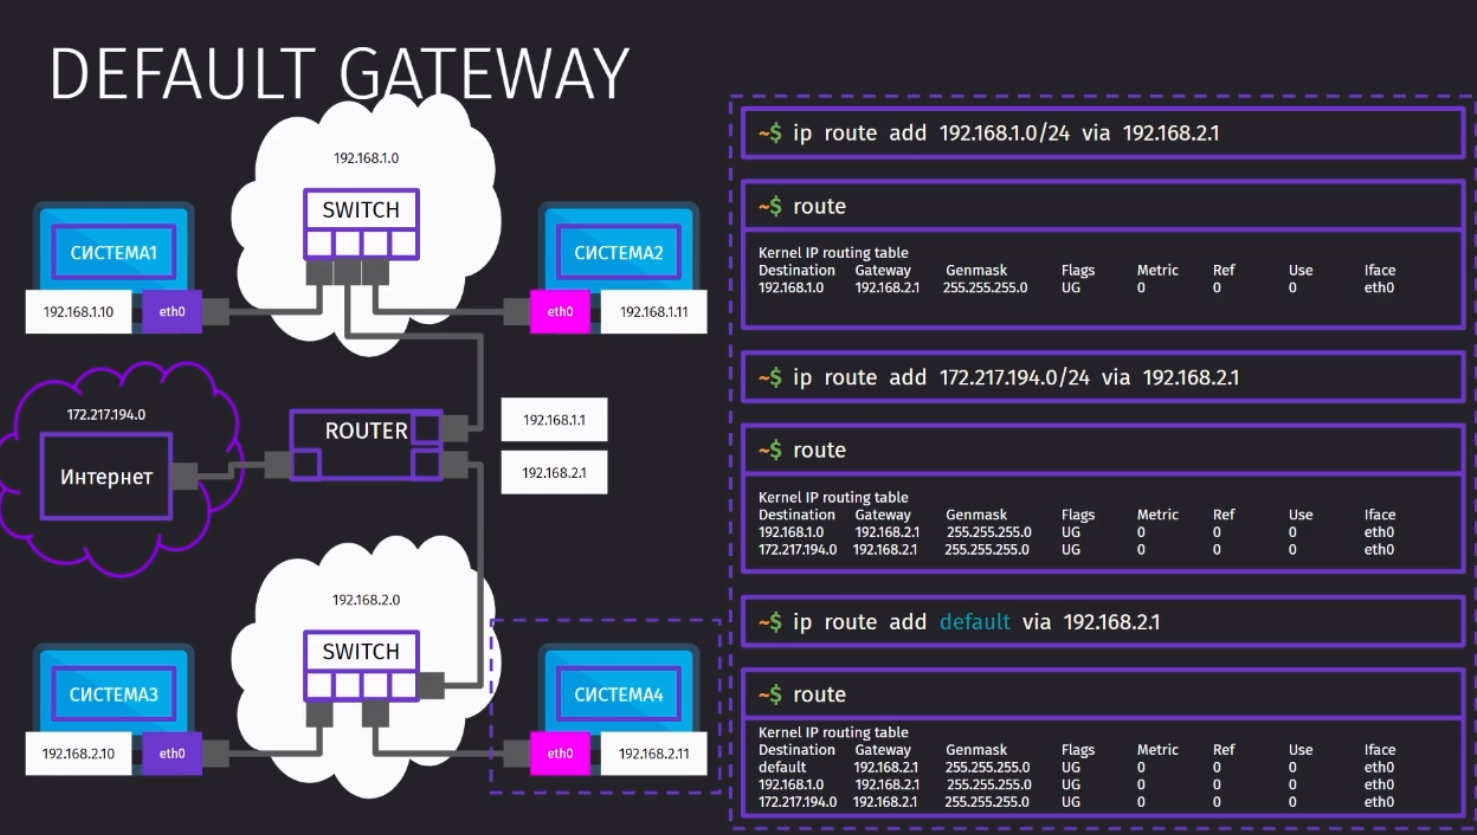 DEFAULT GATEWAY
192.168.1.0
SWITCH
СИСТЕМА1
СИСТЕМА2
192.168.1.10 eth0
eth0 192.168.1.11
172.217.194.0
Интернет
ROUTER
192.168.1.1
192.168.2.1
192.168.2.0
SWITCH
СИСТЕМА3
СИСТЕМА4
192.168.2.10 eth0
eth0 192.168.2.11
~$ ip route add 192.168.1.0/24 via 192.168.2.1
~$ route
Kernel IP routing table
Destination Gateway Genmask Flags Metric Ref Use Iface
192.168.1.0 192.168.2.1 255.255.255.0 UG 0 0 0 eth0
~$ ip route add 172.217.194.0/24 via 192.168.2.1
~$ route
Kernel IP routing table
Destination Gateway Genmask Flags Metric Ref Use Iface
192.168.1.0 192.168.2.1 255.255.255.0 UG 0 0 0 eth0
172.217.194.0 192.168.2.1 255.255.255.0 UG 0 0 0 eth0
~$ ip route add default via 192.168.2.1
~$ route
Kernel IP routing table
Destination Gateway Genmask Flags Metric Ref Use Iface
default 192.168.2.1 255.255.255.0 UG 0 0 0 eth0
192.168.1.0 192.168.2.1 255.255.255.0 UG 0 0 0 eth0
172.217.194.0 192.168.2.1 255.255.255.0 UG 0 0 0 eth0